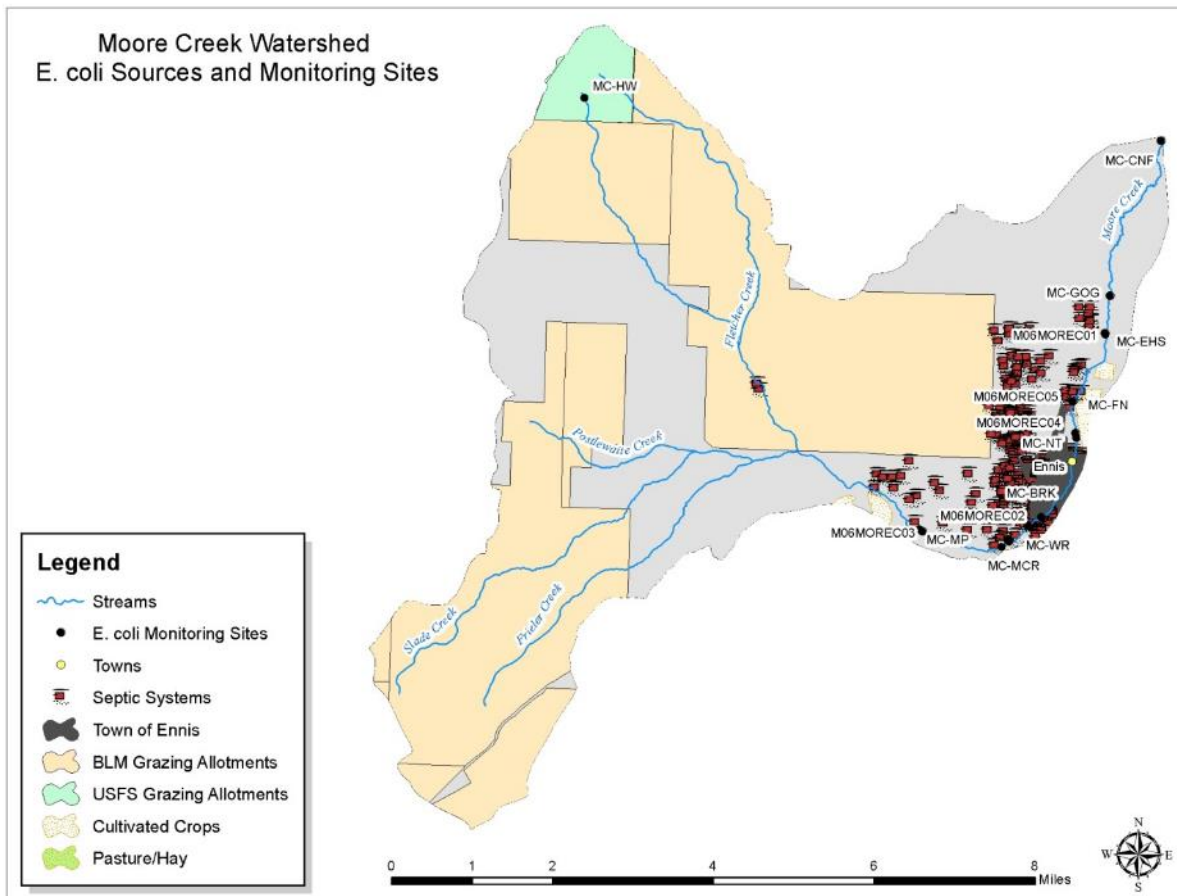 Moore Creek Watershed
E. coli Sources and Monitoring Sites
MC-HW
MC-CNF
Moore Creek
MC-GOG
M06MOREC01
MC-EHS
Fletcher Creek
M06MOREC05
MC-FN
M06MOREC04
MC-NT
Postlewaite Creek
Ennis
MC-BRK
M06MOREC02
M06MOREC03
MC-MP
MC-WR
MC-MCR
Slade Creek
Frieler Creek
Legend
Streams
E. coli Monitoring Sites
Towns
Septic Systems
Town of Ennis
BLM Grazing Allotments
USFS Grazing Allotments
Cultivated Crops
Pasture/Hay
N
W
E
S
0 1 2 4 6 8
Miles